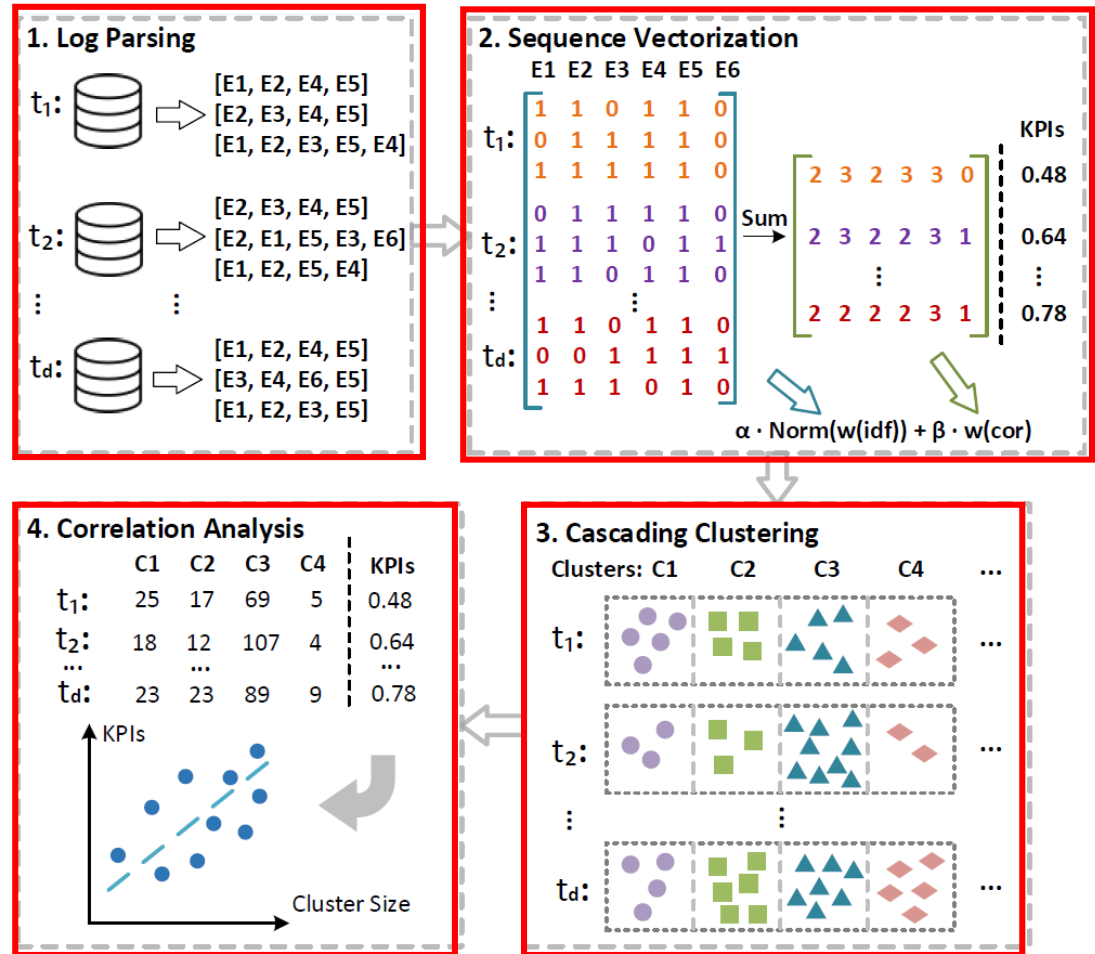 1. Log Parsing
t1:
[E1, E2, E4, E5]
[E2, E3, E4, E5]
[E1, E2, E3, E5, E4]
t2:
[E2, E3, E4, E5]
[E2, E1, E5, E3, E6]
[E1, E2, E5, E4]
⋮ ⋮
td:
[E1, E2, E4, E5]
[E3, E4, E6, E5]
[E1, E2, E3, E5]
2. Sequence Vectorization
E1 E2 E3 E4 E5 E6
t1:
1 1 0 1 1 0
0 1 1 1 1 0
1 1 1 1 1 0
t2:
0 1 1 1 1 0
1 1 1 0 1 1
1 1 0 1 1 0
⋮ ⋮
td:
1 1 0 1 1 0
0 0 1 1 1 1
1 1 1 0 1 0
Sum
KPIs
2 3 2 3 3 0 0.48
2 3 2 2 3 1 0.64
⋮ ⋮
2 2 2 2 3 1 0.78
α · Norm(w(idf)) + β · w(cor)
3. Cascading Clustering
Clusters: C1 C2 C3 C4 ...
t1: ...
t2: ...
⋮ ⋮
td: ...
4. Correlation Analysis
C1 C2 C3 C4 KPIs
t1: 25 17 69 5 0.48
t2: 18 12 107 4 0.64
... ... ...
td: 23 23 89 9 0.78
KPIs
Cluster Size